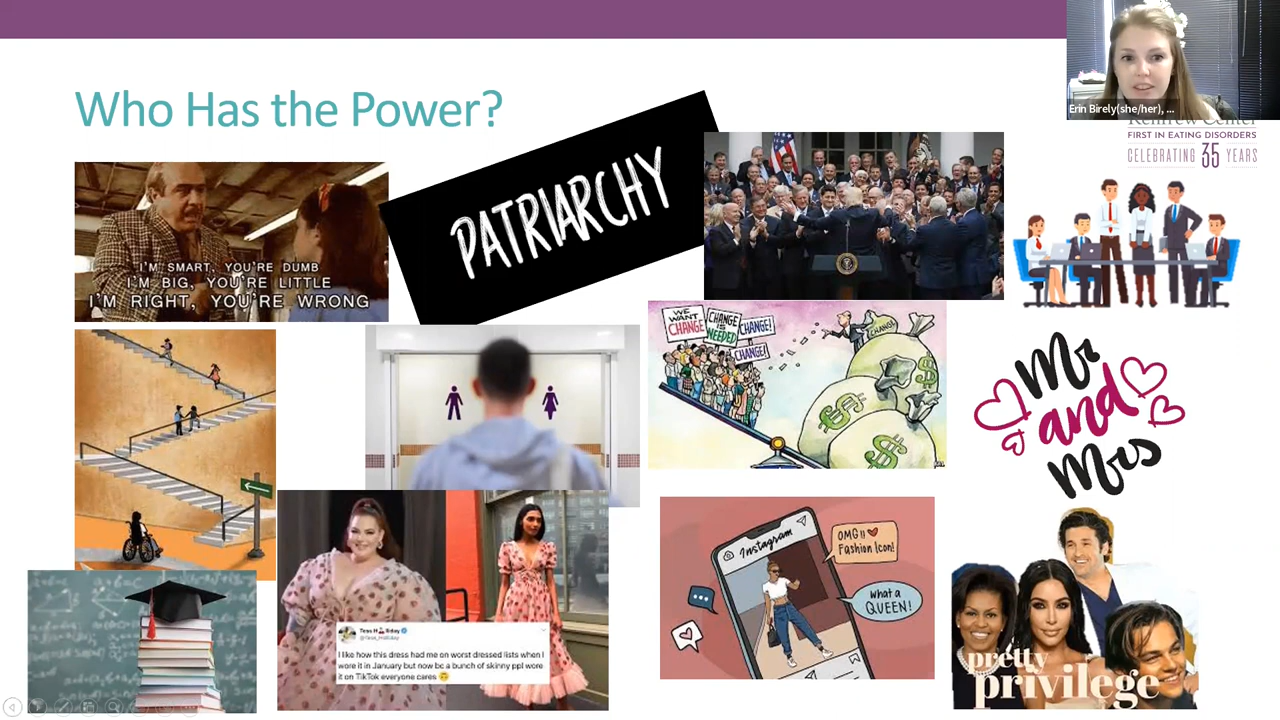 Who Has the Power?
Erin Birely(she/her), ...
Renfrew Center
FIRST IN EATING DISORDERS
CELEBRATING 35 YEARS
I'M SMART, YOU'RE DUMB
I'M BIG, YOU'RE LITTLE
I'M RIGHT, YOU'RE WRONG
PATRIARCHY
WE WANT CHANGE
CHANGE IS NEEDED
CHANGE!
CHANGE!
CHANGE
Mr
and
Mrs
Tess H
lliday
@Tess_Holliday
I like how this dress had me on worst dressed lists when I
wore it in January but now bc a bunch of skinny ppl wore
it on TikTok everyone cares 🙃
Instagram
OMG!!
Fashion Icon!
What a
QUEEN!
pretty
privilege